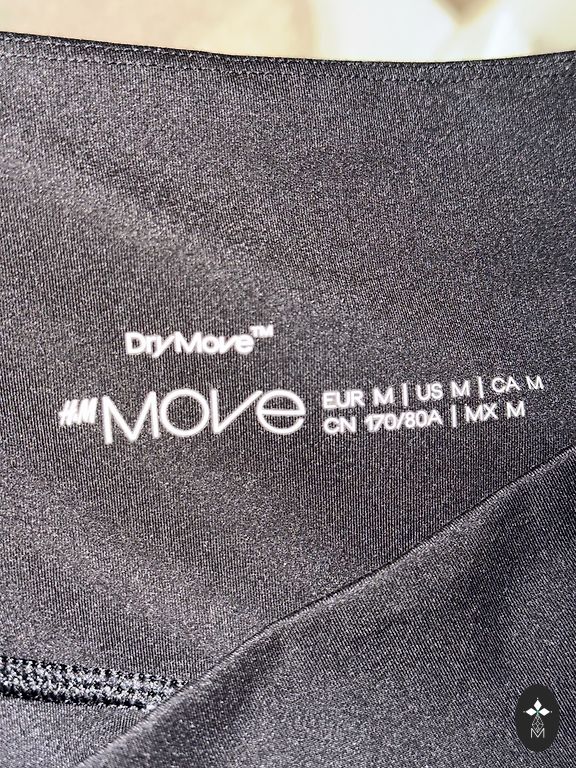 DryMove™
H&M MOVE
EUR M | US M | CA M
CN 170/80A | MX M
M